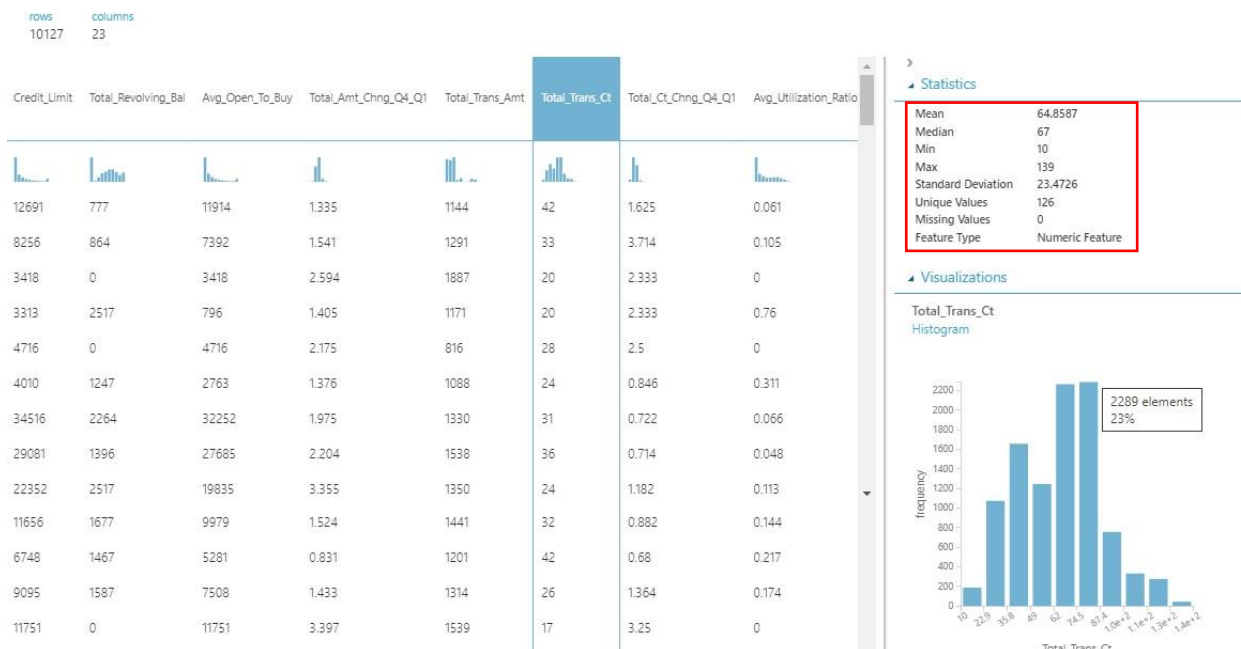 rows columns
10127 23
Credit_Limit Total_Revolving_Bal Avg_Open_To_Buy Total_Amt_Chng_Q4_Q1 Total_Trans_Amt Total_Trans_Ct Total_Ct_Chng_Q4_Q1 Avg_Utilization_Ratio
12691 777 11914 1.335 1144 42 1.625 0.061
8256 864 7392 1.541 1291 33 3.714 0.105
3418 0 3418 2.594 1887 20 2.333 0
3313 2517 796 1.405 1171 20 2.333 0.76
4716 0 4716 2.175 816 28 2.5 0
4010 1247 2763 1.376 1088 24 0.846 0.311
34516 2264 32252 1.975 1330 31 0.722 0.066
29081 1396 27685 2.204 1538 36 0.714 0.048
22352 2517 19835 3.355 1350 24 1.182 0.113
11656 1677 9979 1.524 1441 32 0.882 0.144
6748 1467 5281 0.831 1201 42 0.68 0.217
9095 1587 7508 1.433 1314 26 1.364 0.174
11751 0 11751 3.397 1539 17 3.25 0
Statistics
Mean 64.8587
Median 67
Min 10
Max 139
Standard Deviation 23.4726
Unique Values 126
Missing Values 0
Feature Type Numeric Feature
Visualizations
Total_Trans_Ct
Histogram
2289 elements
23%
2200
2000
1800
1600
1400
1200
1000
800
600
400
200
0
frequency
10 22.9 35.8 49 62 74.5 87.4 1.0e+2 1.1e+2 1.3e+2 1.4e+2
Total_Trans_Ct